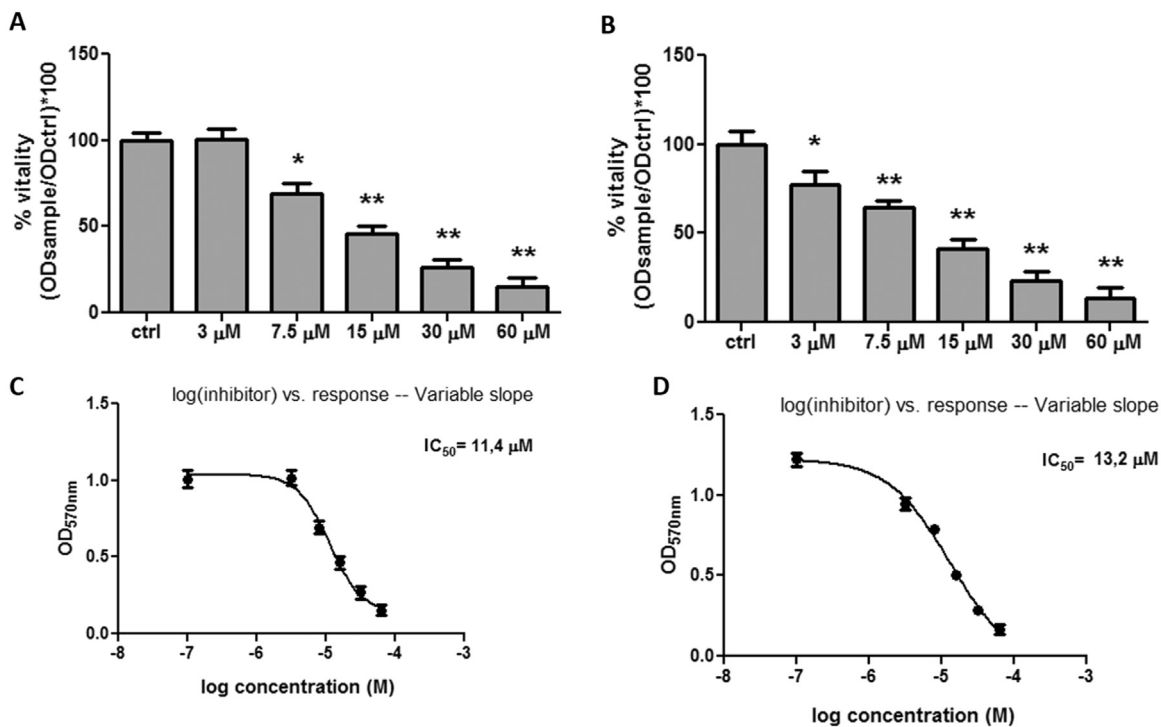 A
150
100
50
0
% vitality
(ODsample/ODctrl)*100
*
**
**
**
ctrl
3 μM
7.5 μM
15 μM
30 μM
60 μM
B
150
100
50
0
% vitality
(ODsample/ODctrl)*100
*
**
**
**
**
ctrl
3 μM
7.5 μM
15 μM
30 μM
60 μM
C
log(inhibitor) vs. response -- Variable slope
IC50= 11,4 μM
1.5
1.0
0.5
0.0
OD570nm
-8
-7
-6
-5
-4
-3
log concentration (M)
D
log(inhibitor) vs. response -- Variable slope
IC50= 13,2 μM
1.5
1.0
0.5
0.0
OD570nm
-8
-7
-6
-5
-4
-3
log concentration (M)